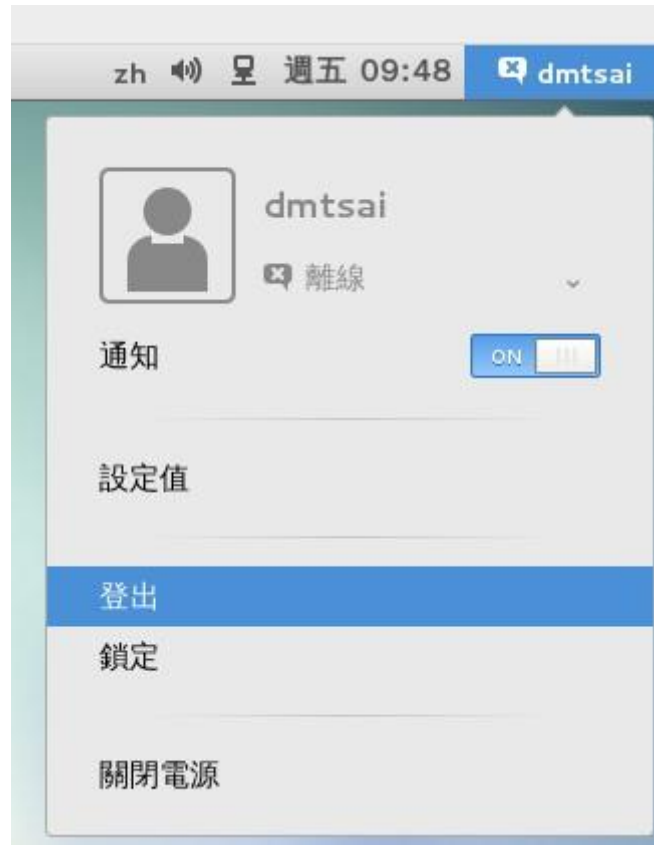 zh 週五 09:48 dmtsai
dmtsai
離線
通知 ON
設定值
登出
鎖定
關閉電源